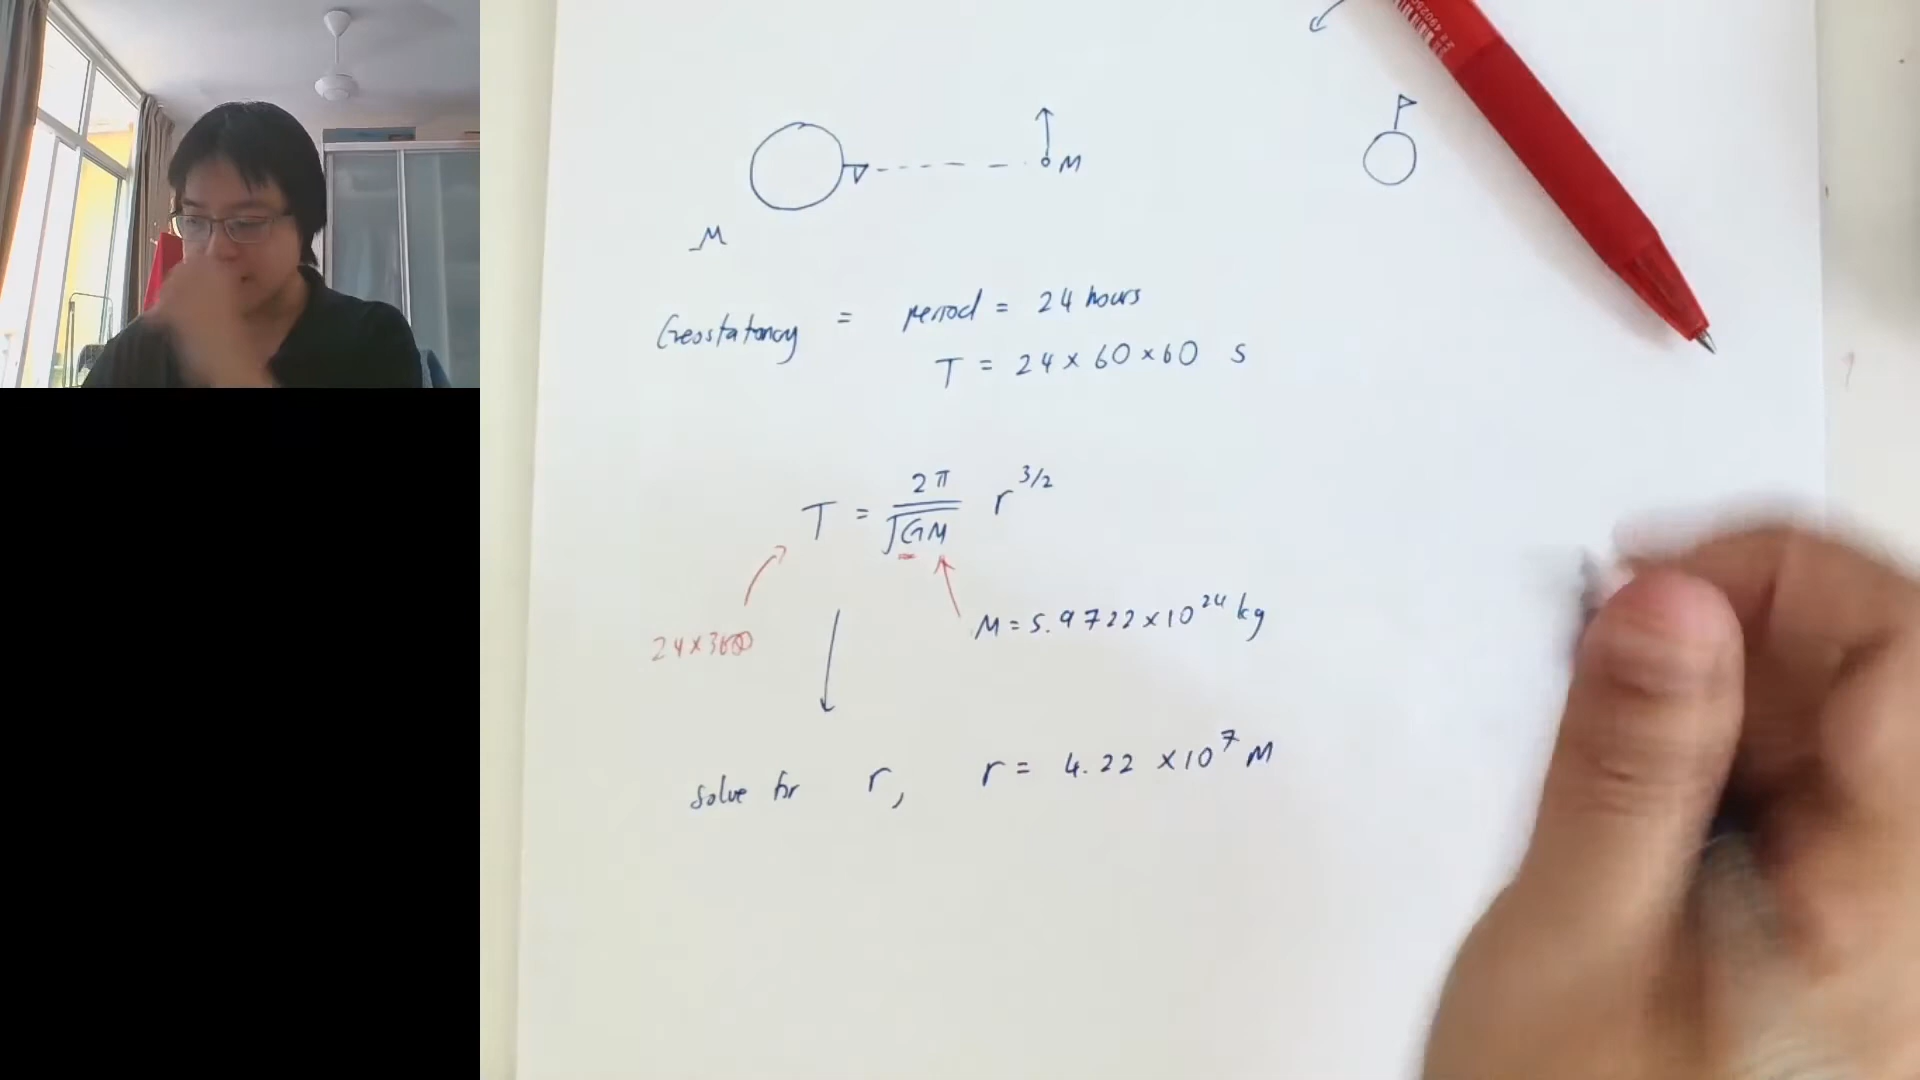 m
M
Geostatonay = period = 24 hours
T = 24 × 60 × 60 s
T = 2π/√GM r^3/2
24×3600
M = 5.9722 × 10^24 kg
solve for r, r = 4.22 × 10^7 m